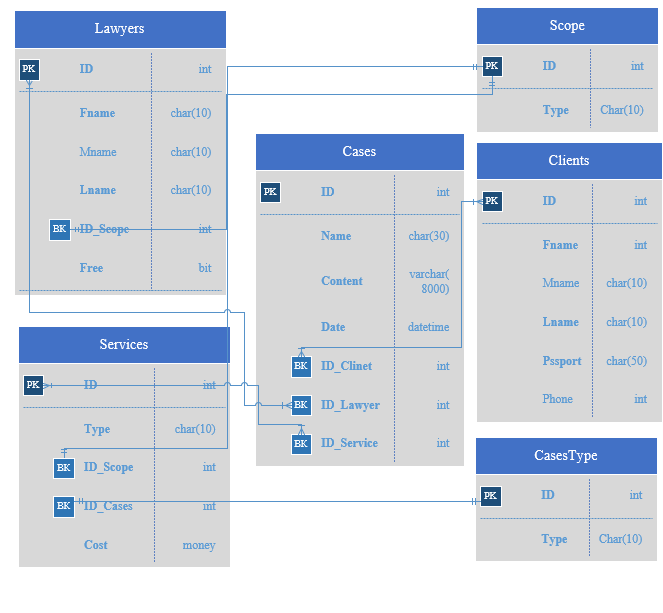 Lawyers
PK ID int
Fname char(10)
Mname char(10)
Lname char(10)
BK ID_Scope int
Free bit
Scope
PK ID int
Type Char(10)
Cases
PK ID int
Name char(30)
Content varchar(
8000)
Date datetime
BK ID_Clinet int
BK ID_Lawyer int
BK ID_Service int
Clients
PK ID int
Fname int
Mname char(10)
Lname char(10)
Pssport char(50)
Phone int
Services
PK ID int
Type char(10)
BK ID_Scope int
BK ID_Cases int
Cost money
CasesType
PK ID int
Type Char(10)